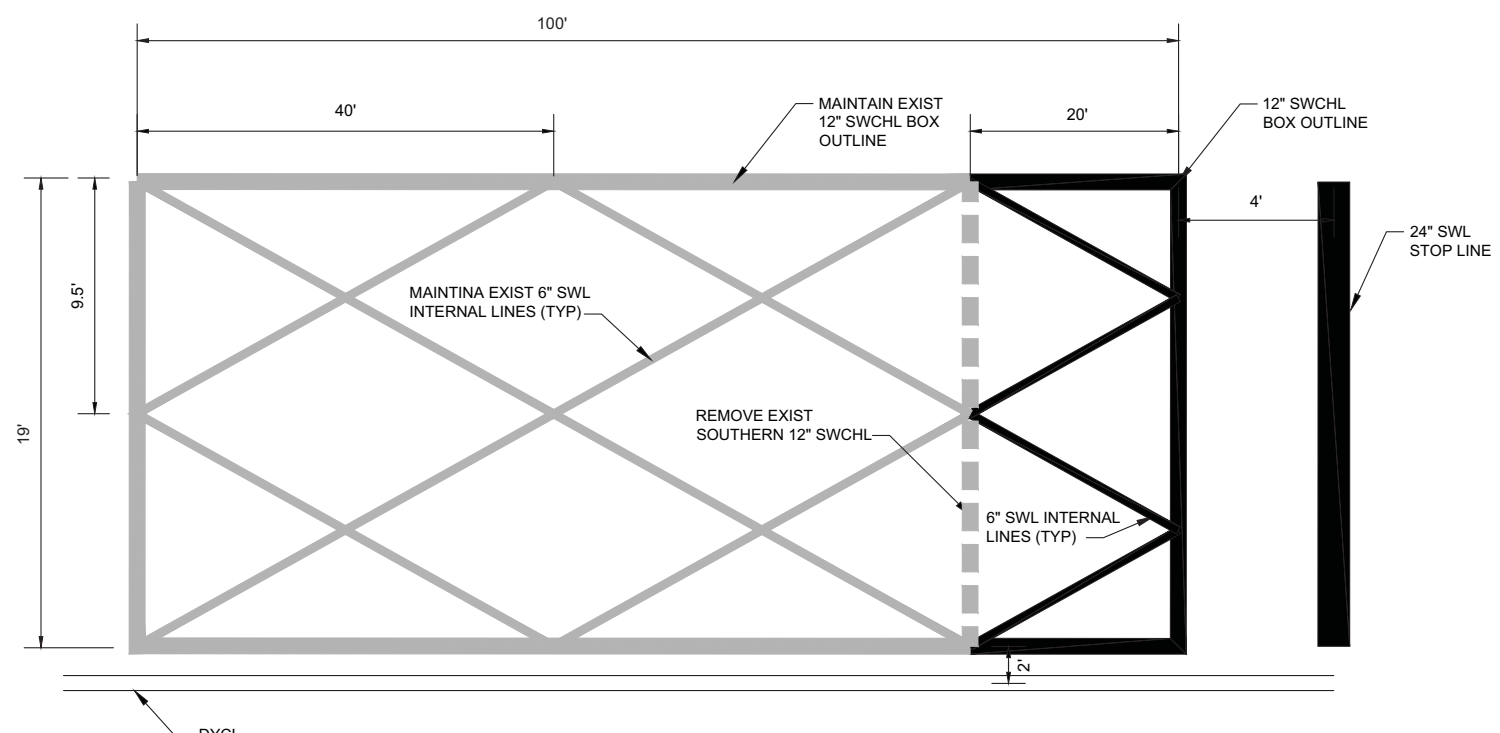 100'
40'
MAINTAIN EXIST
12" SWCHL BOX
OUTLINE
20'
12" SWCHL
BOX OUTLINE
4'
24" SWL
STOP LINE
9.5'
MAINTINA EXIST 6" SWL
INTERNAL LINES (TYP)
19'
REMOVE EXIST
SOUTHERN 12" SWCHL
6" SWL INTERNAL
LINES (TYP)
2'
DYCL